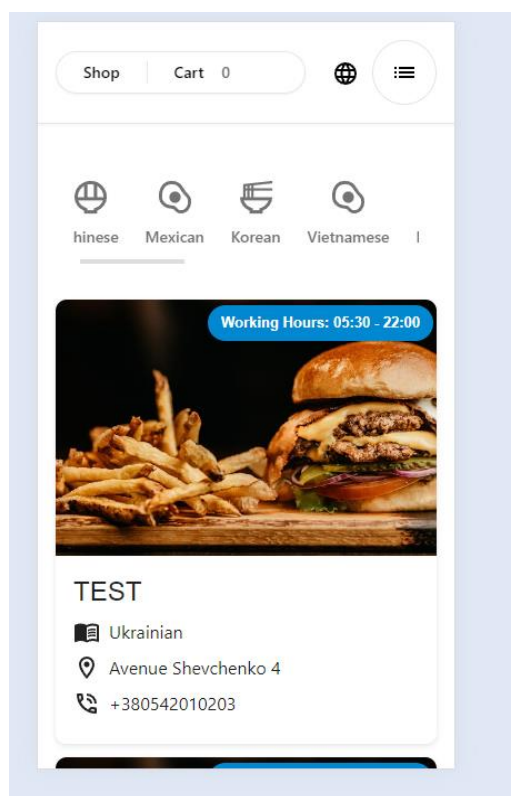 Shop Cart 0
hinese Mexican Korean Vietnamese
Working Hours: 05:30 - 22:00
TEST
Ukrainian
Avenue Shevchenko 4
+380542010203